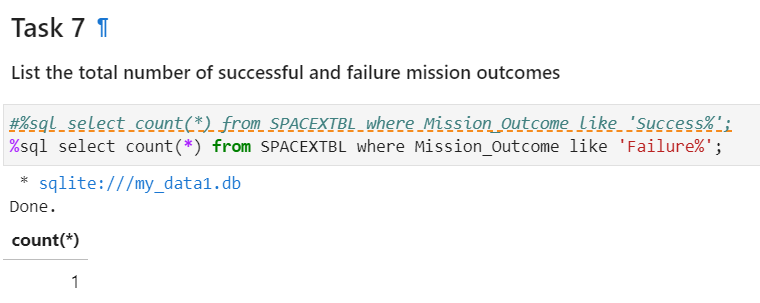 Task 7 ¶
List the total number of successful and failure mission outcomes
#%sql select count(*) from SPACEXTBL where Mission_Outcome like 'Success%';
%sql select count(*) from SPACEXTBL where Mission_Outcome like 'Failure%';
* sqlite:///my_data1.db
Done.
count(*)
1